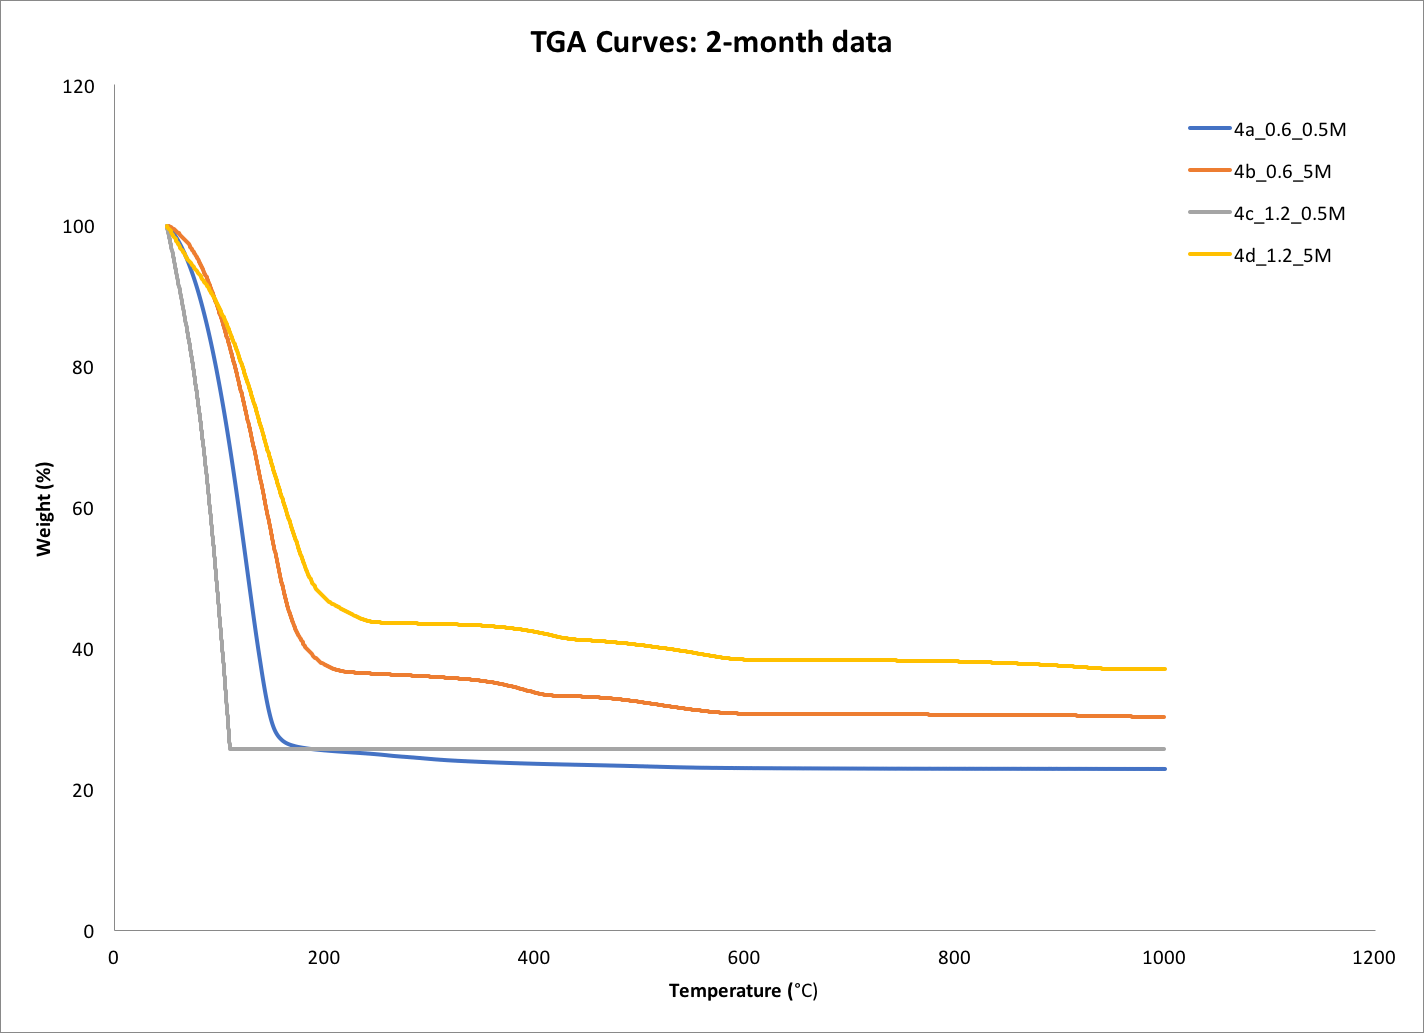 TGA Curves: 2-month data
120
100
80
60
40
20
0
Weight (%)
4a_0.6_0.5M
4b_0.6_5M
4c_1.2_0.5M
4d_1.2_5M
0 200 400 600 800 1000 1200
Temperature (°C)